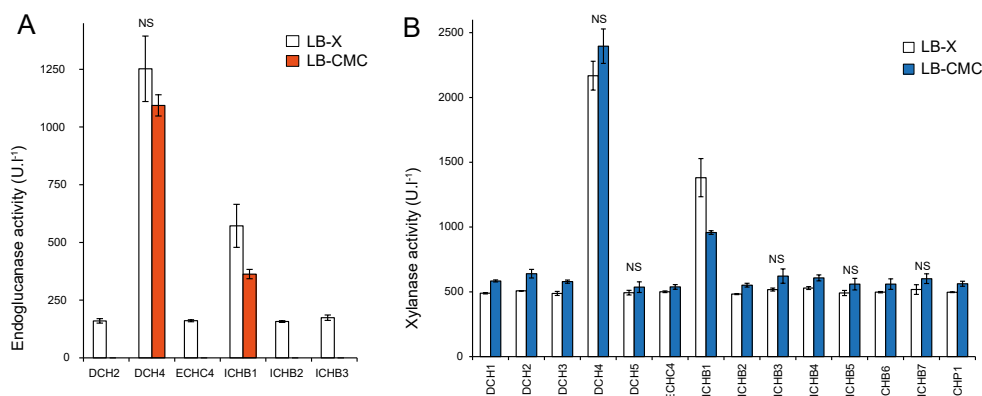 A
Endoglucanase activity (U.l⁻¹)
NS
LB-X
LB-CMC
1250
1000
750
500
250
0
DCH2 DCH4 ECHC4 ICHB1 ICHB2 ICHB3
B
Xylanase activity (U.l⁻¹)
NS
LB-X
LB-CMC
2500
2000
1500
1000
500
0
NS
NS
NS
NS
DCH1
DCH2
DCH3
DCH4
DCH5
ECHC4
ICHB1
ICHB2
ICHB3
ICHB4
ICHB5
ICHB6
ICHB7
CHP1